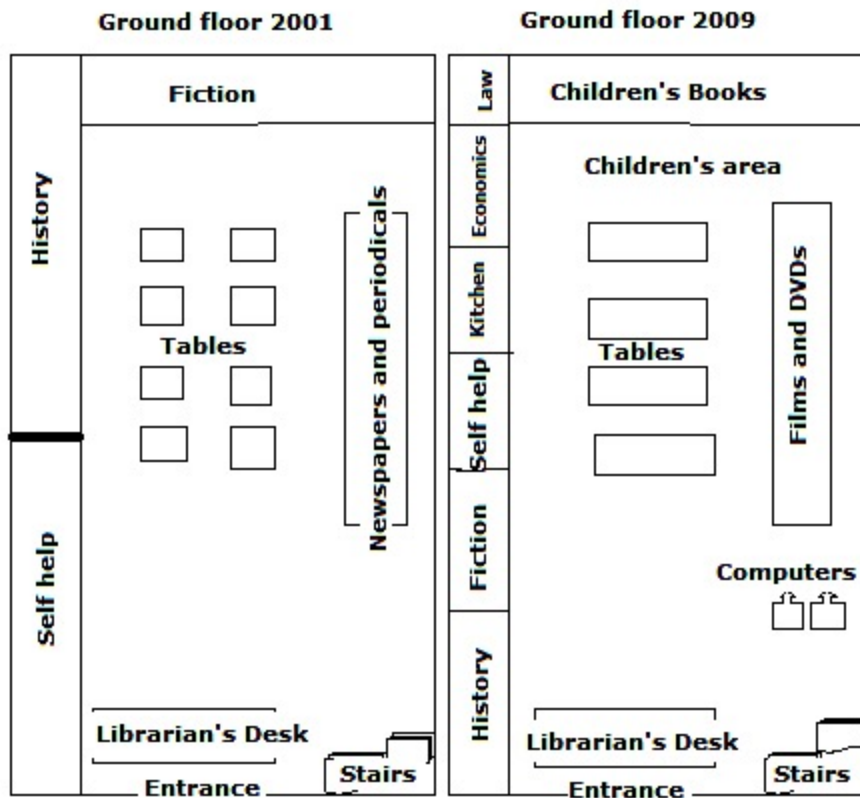 Ground floor 2001
Fiction
History
Self help
Tables
Newspapers and periodicals
Librarian's Desk
Entrance
Stairs
Ground floor 2009
Law
Economics
Kitchen
Self help
Fiction
History
Children's Books
Children's area
Tables
Films and DVDs
Computers
Librarian's Desk
Entrance
Stairs